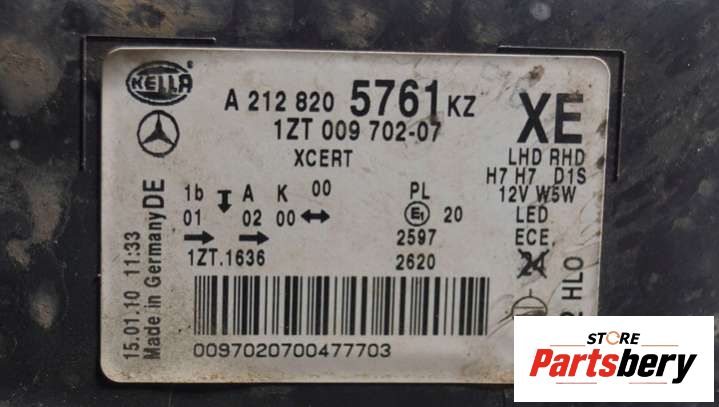 HELLA
A 212 820 5761 KZ
1ZT 009 702-07
XCERT
XE
LHD RHD
H7 H7 D1S
12V W5W
LED
ECE
24
1b A K 00
01 02 00
PL
E1 20
2597
2620
1ZT.1636
00970200700477703
15.01.10 11:33
Made in Germany DE
HLO
STORE
Partsbery